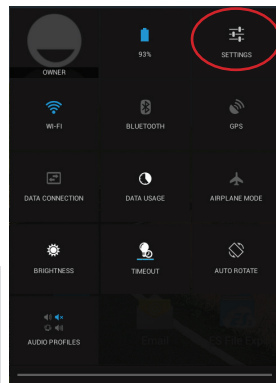 OWNER
93%
SETTINGS
WI-FI
BLUETOOTH
GPS
DATA CONNECTION
DATA USAGE
AIRPLANE MODE
BRIGHTNESS
TIMEOUT
AUTO ROTATE
AUDIO PROFILES
Email